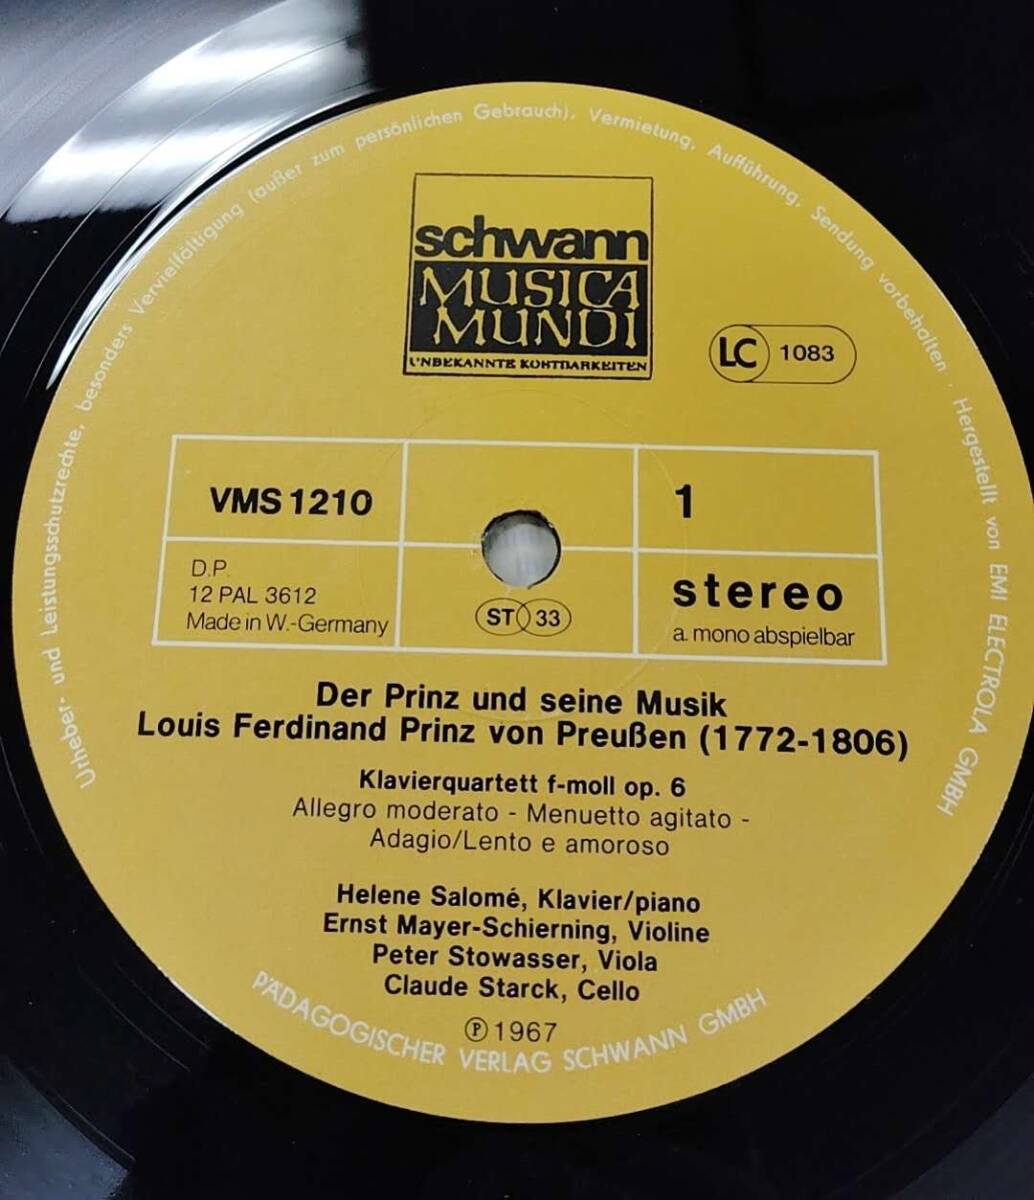 Urheber- und Leistungsschutzrechte, besonders Vervielfältigung (außer zum persönlichen Gebrauch), Vermietung, Aufführung, Sendung vorbehalten · Hergestellt von EMI ELECTROLA GMBH
schwann
MUSICA
MUNDI
UNBEKANNTE KOSTBARKEITEN
LC 1083
VMS 1210
1
D.P.
12 PAL 3612
Made in W.-Germany
ST 33
stereo
a. mono abspielbar
Der Prinz und seine Musik
Louis Ferdinand Prinz von Preußen (1772-1806)
Klavierquartett f-moll op. 6
Allegro moderato - Menuetto agitato -
Adagio/Lento e amoroso
Helene Salomé, Klavier/piano
Ernst Mayer-Schierning, Violine
Peter Stowasser, Viola
Claude Starck, Cello
℗ 1967
PÄDAGOGISCHER VERLAG SCHWANN GMBH